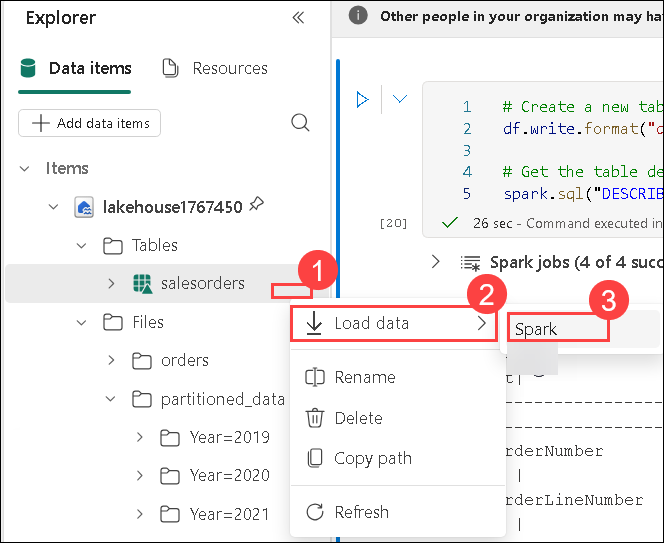 Explorer
Data items
Resources
Add data items
Items
lakehouse1767450
Tables
salesorders
Files
orders
partitioned_data
Year=2019
Year=2020
Year=2021
1
Load data
2
Spark
3
Rename
Delete
Copy path
Refresh
Other people in your organization may ha
1 # Create a new tab
2 df.write.format("d
3
4 # Get the table de
5 spark.sql("DESCRIB
[20]
26 sec - Command executed in
Spark jobs (4 of 4 succ
t|
------------------
rderNumber
|
rderLineNumber
|